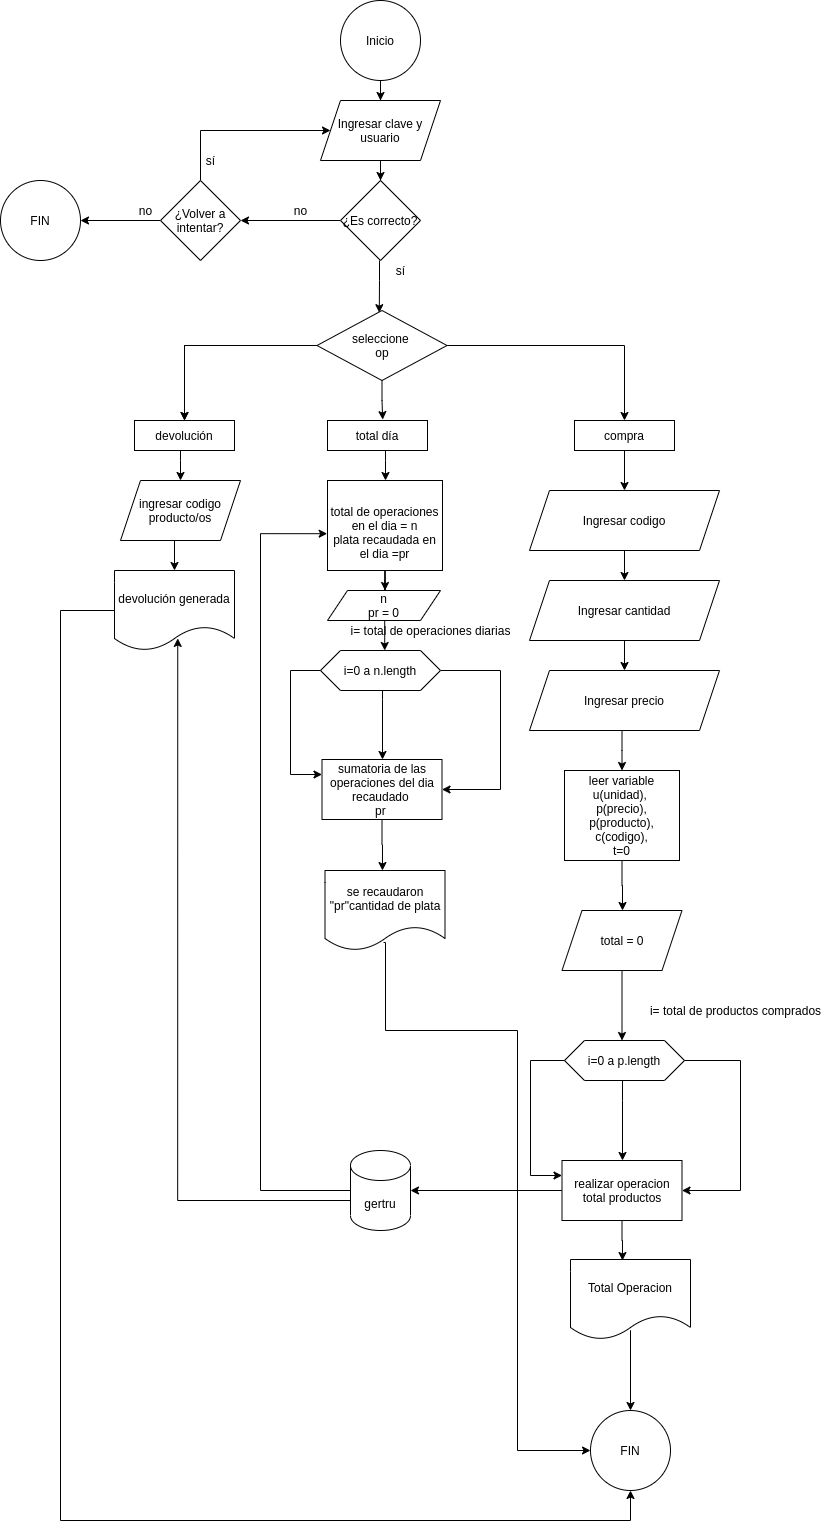 Inicio
Ingresar clave y
usuario
sí
FIN
no
¿Volver a
intentar?
no
¿Es correcto?
sí
seleccione
op
devolución
total día
compra
ingresar codigo
producto/os
total de operaciones
en el dia = n
plata recaudada en
el dia =pr
Ingresar codigo
devolución generada
n
pr = 0
Ingresar cantidad
i= total de operaciones diarias
i=0 a n.length
Ingresar precio
sumatoria de las
operaciones del dia
recaudado
pr
leer variable
u(unidad),
p(precio),
p(producto),
c(codigo),
t=0
se recaudaron
"pr"cantidad de plata
total = 0
i= total de productos comprados
i=0 a p.length
realizar operacion
total productos
gertru
Total Operacion
FIN